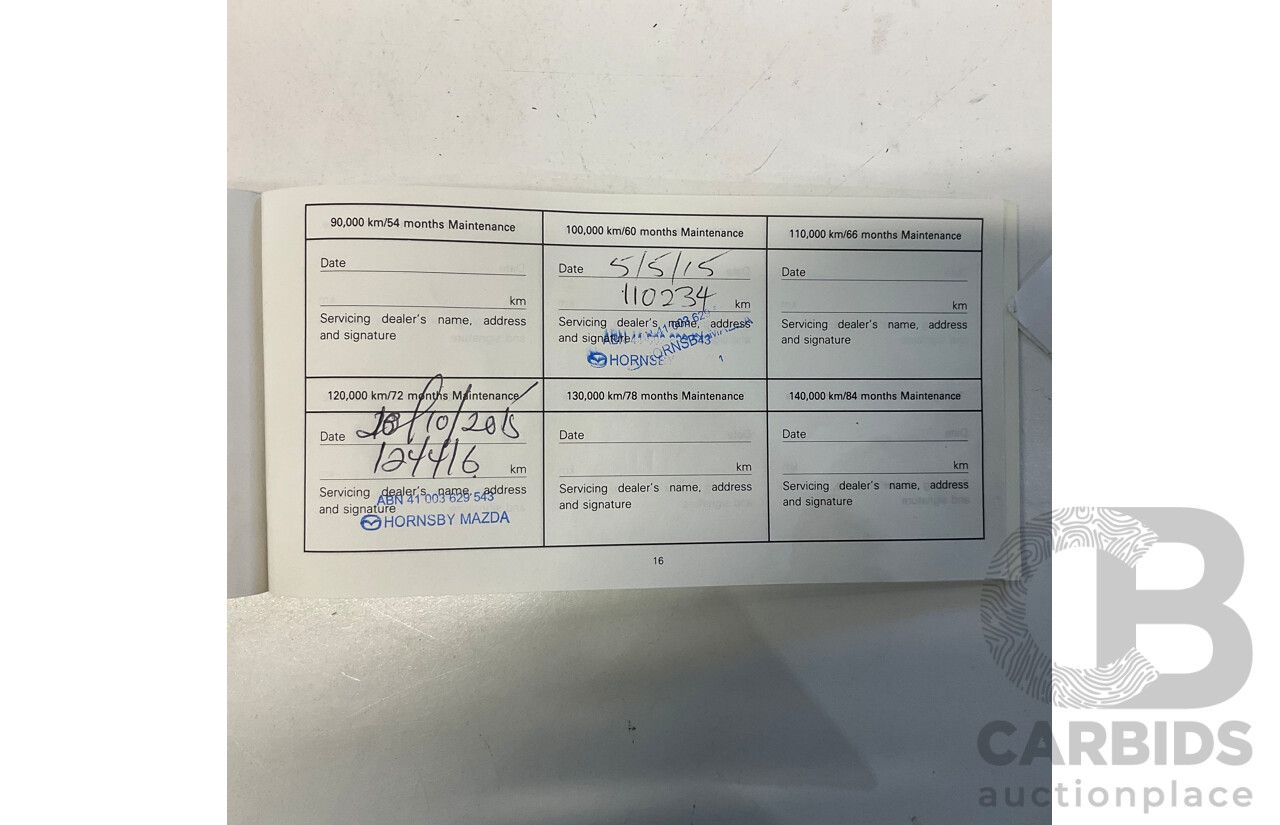 90,000 km/54 months Maintenance
Date
km
Servicing dealer's name, address
and signature
100,000 km/60 months Maintenance
Date 5/5/15
110234 km
Servicing dealer's name, address
and signature
HORNS
110,000 km/66 months Maintenance
Date
km
Servicing dealer's name, address
and signature
120,000 km/72 months Maintenance
Date /10/2015
124416 km
Servicing dealer's name, address
and signature
ABN 41 003 629 543
HORNSBY MAZDA
130,000 km/78 months Maintenance
Date
km
Servicing dealer's name, address
and signature
140,000 km/84 months Maintenance
Date
km
Servicing dealer's name, address
and signature
16
CB
CARBIDS
auctionplace